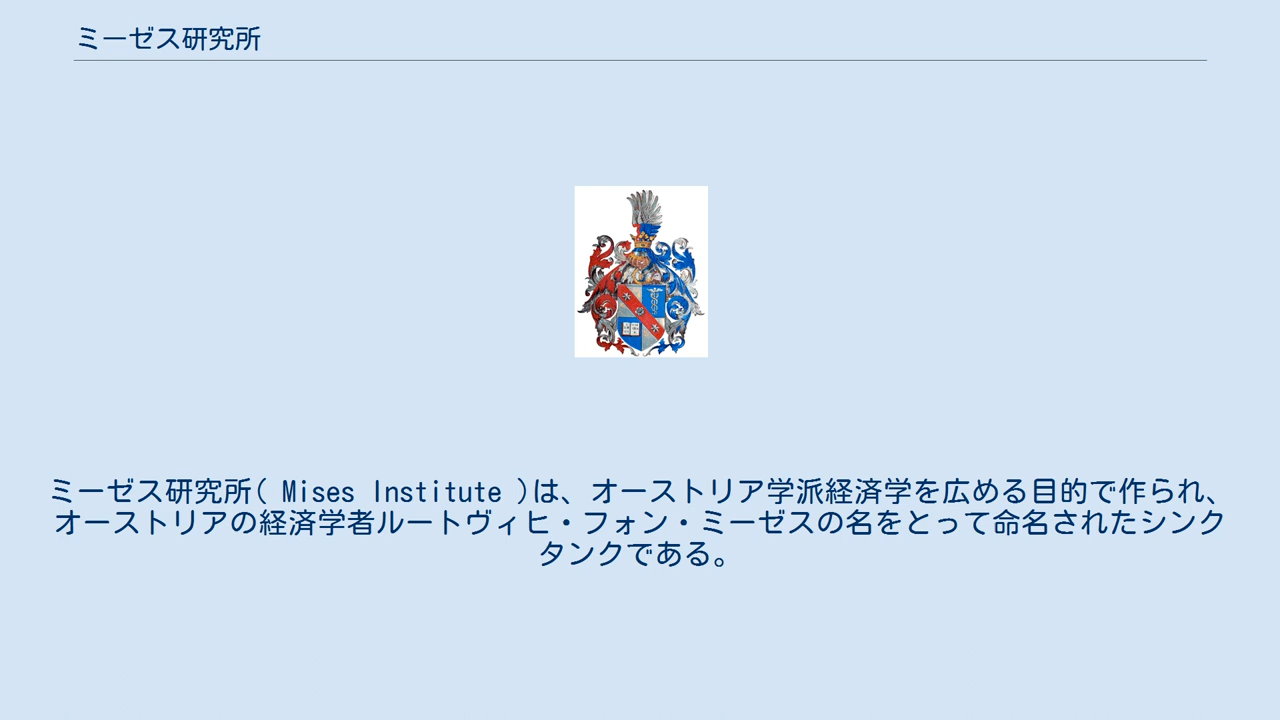 ミーゼス研究所
ミーゼス研究所( Mises Institute )は、オーストリア学派経済学を広める目的で作られ、
オーストリアの経済学者ルートヴィヒ・フォン・ミーゼスの名をとって命名されたシンク
タンクである。